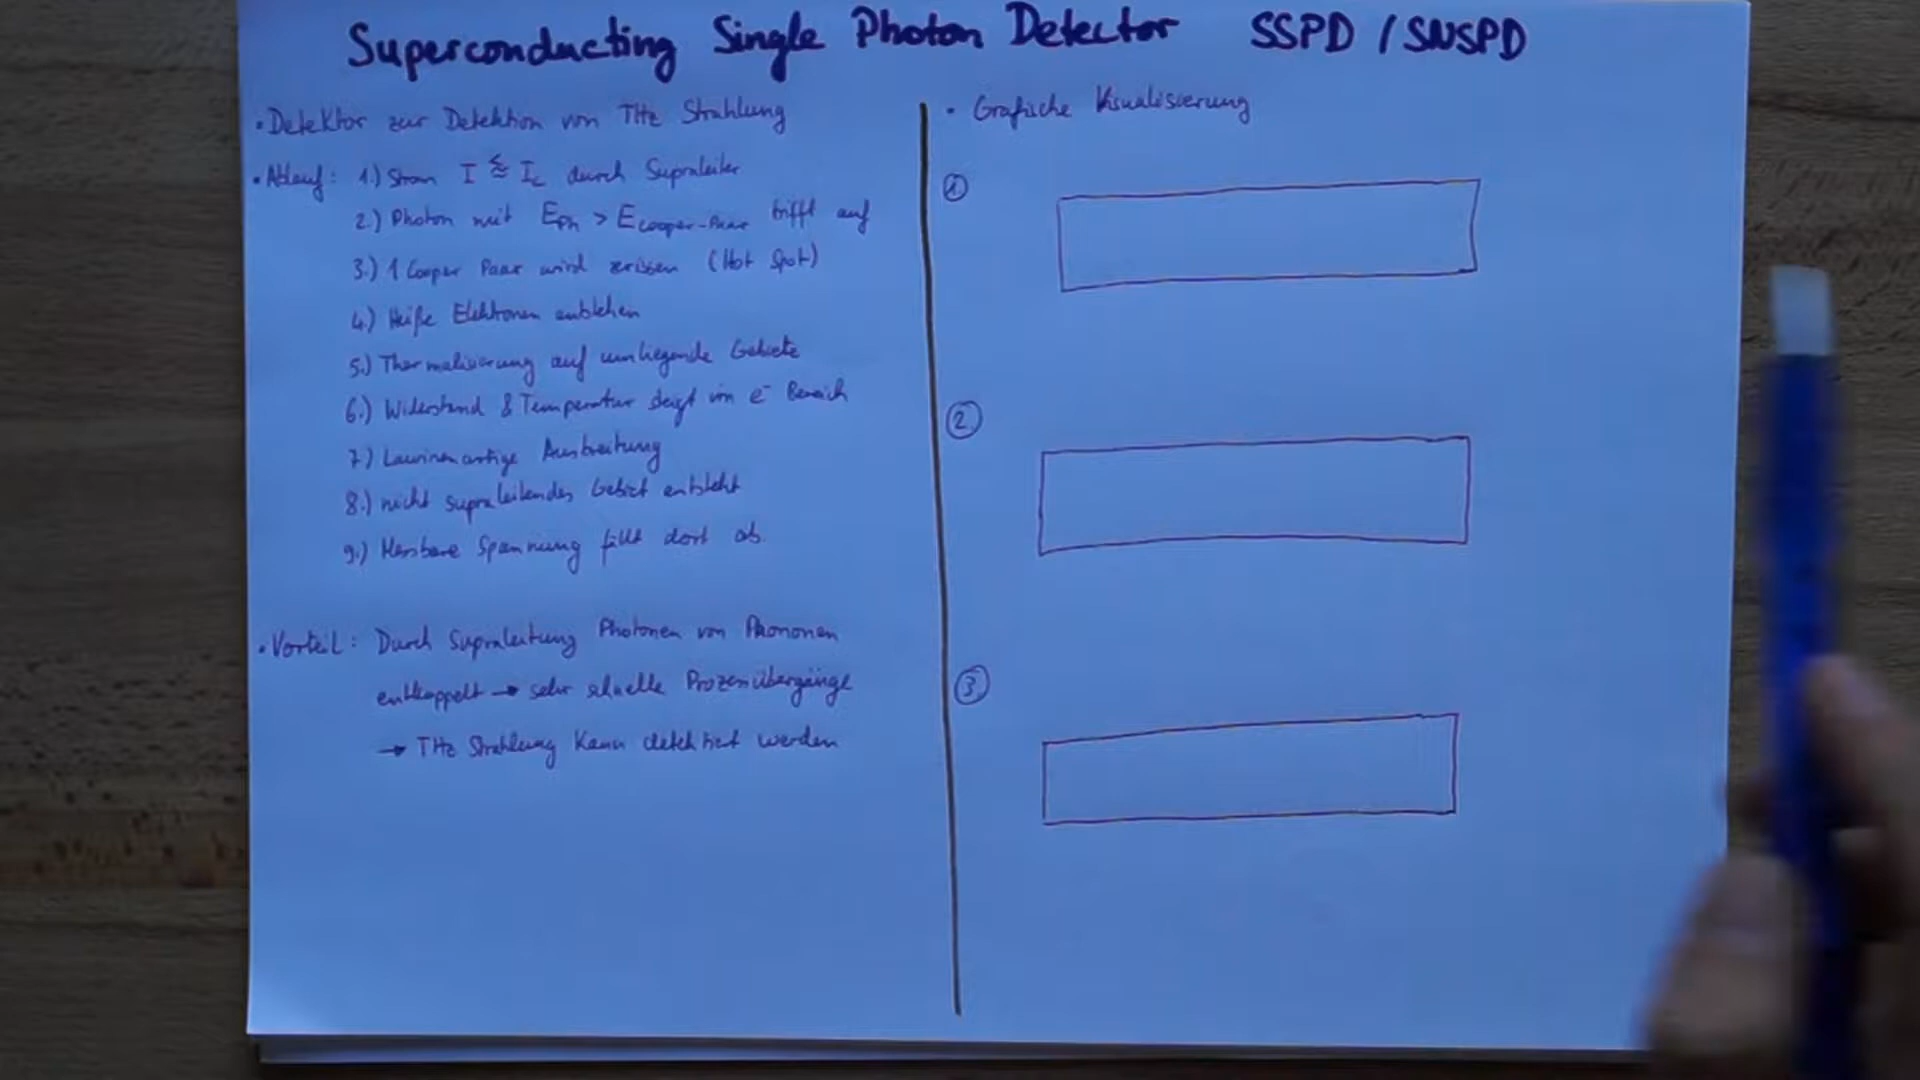 Superconducting Single Photon Detector SSPD / SNSPD
• Detektor zur Detektion von THz Strahlung
• Ablauf: 1.) Strom I ⪅ Ic durch Supraleiter
2.) Photon mit EPh > ECooper-Paar trifft auf
3.) 1 Cooper Paar wird zerissen (Hot Spot)
4.) Heiße Elektronen entstehen
5.) Thermalisierung auf umliegende Gebiete
6.) Widerstand & Temperatur steigt im e⁻ Bereich
7.) Lawinenartige Ausbreitung
8.) nicht supraleitendes Gebiet entsteht
9.) Messbare Spannung fällt dort ab.
• Vorteil: Durch Supraleitung Photonen von Phononen
entkoppelt → sehr schnelle Prozessübergänge
→ THz Strahlung kann detektiert werden
• Grafische Visualisierung
1
2
3